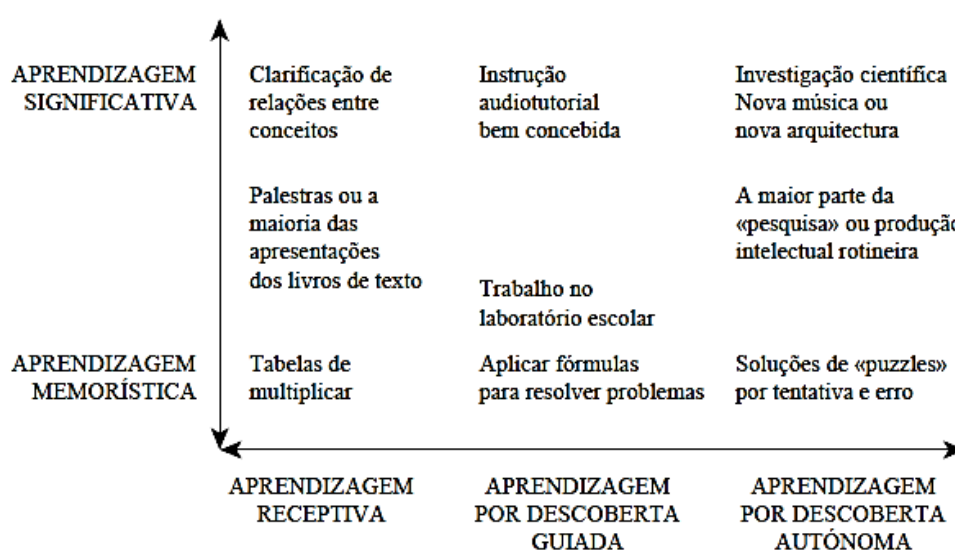 APRENDIZAGEM
SIGNIFICATIVA
Clarificação de
relações entre
conceitos
Instrução
audiotutorial
bem concebida
Investigação científica
Nova música ou
nova arquitectura
Palestras ou a
maioria das
apresentações
dos livros de texto
A maior parte da
«pesquisa» ou produção
intelectual rotineira
Trabalho no
laboratório escolar
APRENDIZAGEM
MEMORÍSTICA
Tabelas de
multiplicar
Aplicar fórmulas
para resolver problemas
Soluções de «puzzles»
por tentativa e erro
APRENDIZAGEM
RECEPTIVA
APRENDIZAGEM
POR DESCOBERTA
GUIADA
APRENDIZAGEM
POR DESCOBERTA
AUTÓNOMA